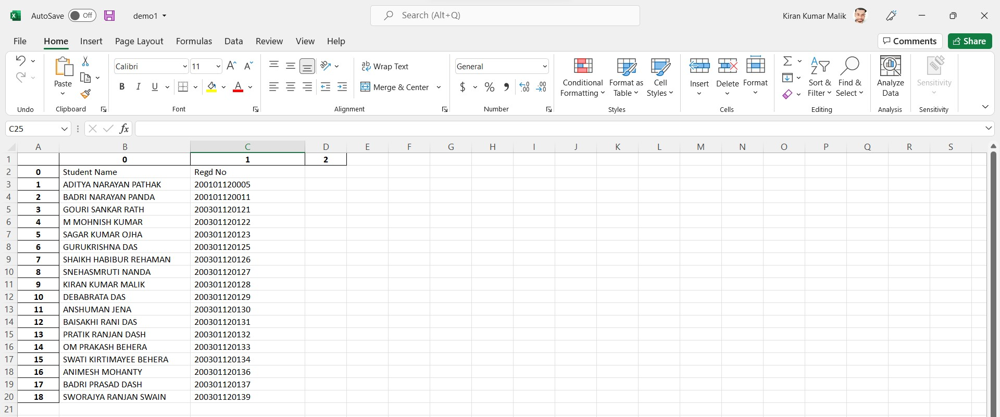 AutoSave Off demo1 Search (Alt+Q) Kiran Kumar Malik
File Home Insert Page Layout Formulas Data Review View Help Comments Share
Calibri 11 ab Wrap Text General
Paste B I U A Merge & Center $ % Conditional Formatting Format as Table Cell Styles Insert Delete Format Sort & Filter Find & Select Analyze Data Sensitivity
Undo Clipboard Font Alignment Number Styles Cells Editing Analysis Sensitivity
C25 fx
A B C D E F G H I J K L M N O P Q R S
1 0 1 2
2 0 Student Name Regd No
3 1 ADITYA NARAYAN PATHAK 200101120005
4 2 BADRI NARAYAN PANDA 200101120011
5 3 GOURI SANKAR RATH 200301120121
6 4 M MOHNISH KUMAR 200301120122
7 5 SAGAR KUMAR OJHA 200301120123
8 6 GURUKRISHNA DAS 200301120125
9 7 SHAIKH HABIBUR REHAMAN 200301120126
10 8 SNEHASMRUTI NANDA 200301120127
11 9 KIRAN KUMAR MALIK 200301120128
12 10 DEBABRATA DAS 200301120129
13 11 ANSHUMAN JENA 200301120130
14 12 BAISAKHI RANI DAS 200301120131
15 13 PRATIK RANJAN DASH 200301120132
16 14 OM PRAKASH BEHERA 200301120133
17 15 SWATI KIRTIMAYEE BEHERA 200301120134
18 16 ANIMESH MOHANTY 200301120136
19 17 BADRI PRASAD DASH 200301120137
20 18 SWORAJYA RANJAN SWAIN 200301120139
21